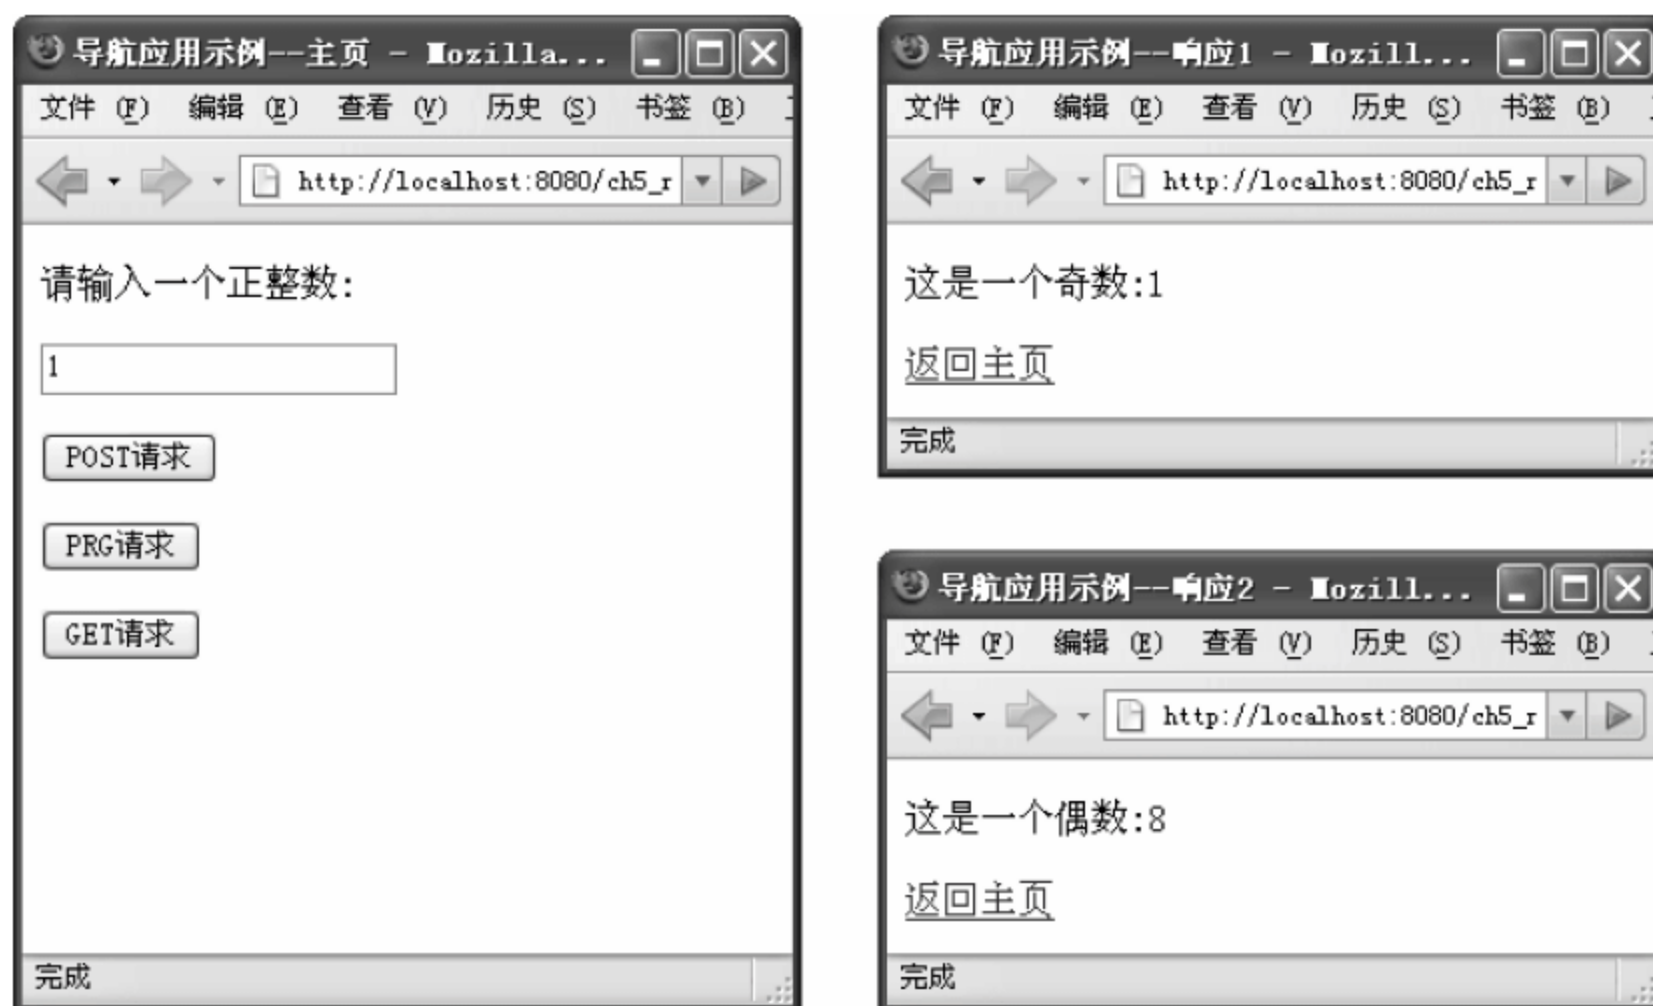 导航应用示例--主页 - Mozilla...
文件 (F) 编辑 (E) 查看 (V) 历史 (S) 书签 (B)
http://localhost:8080/ch5_r
请输入一个正整数:
1
POST请求
PRG请求
GET请求
完成
导航应用示例--响应1 - Mozill...
文件 (F) 编辑 (E) 查看 (V) 历史 (S) 书签 (B)
http://localhost:8080/ch5_r
这是一个奇数:1
返回主页
完成
导航应用示例--响应2 - Mozill...
文件 (F) 编辑 (E) 查看 (V) 历史 (S) 书签 (B)
http://localhost:8080/ch5_r
这是一个偶数:8
返回主页
完成